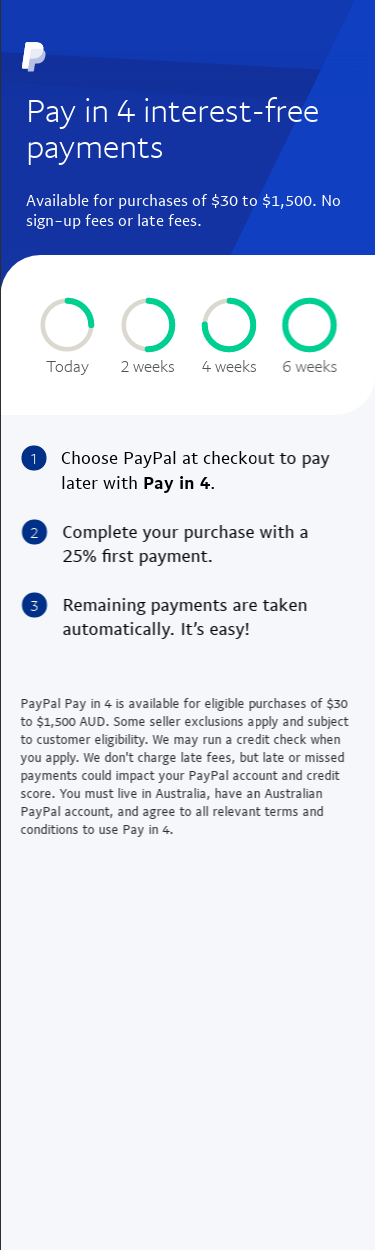 Pay in 4 interest-free
payments
Available for purchases of $30 to $1,500. No
sign-up fees or late fees.
Today 2 weeks 4 weeks 6 weeks
1 Choose PayPal at checkout to pay
later with Pay in 4.
2 Complete your purchase with a
25% first payment.
3 Remaining payments are taken
automatically. It's easy!
PayPal Pay in 4 is available for eligible purchases of $30
to $1,500 AUD. Some seller exclusions apply and subject
to customer eligibility. We may run a credit check when
you apply. We don't charge late fees, but late or missed
payments could impact your PayPal account and credit
score. You must live in Australia, have an Australian
PayPal account, and agree to all relevant terms and
conditions to use Pay in 4.